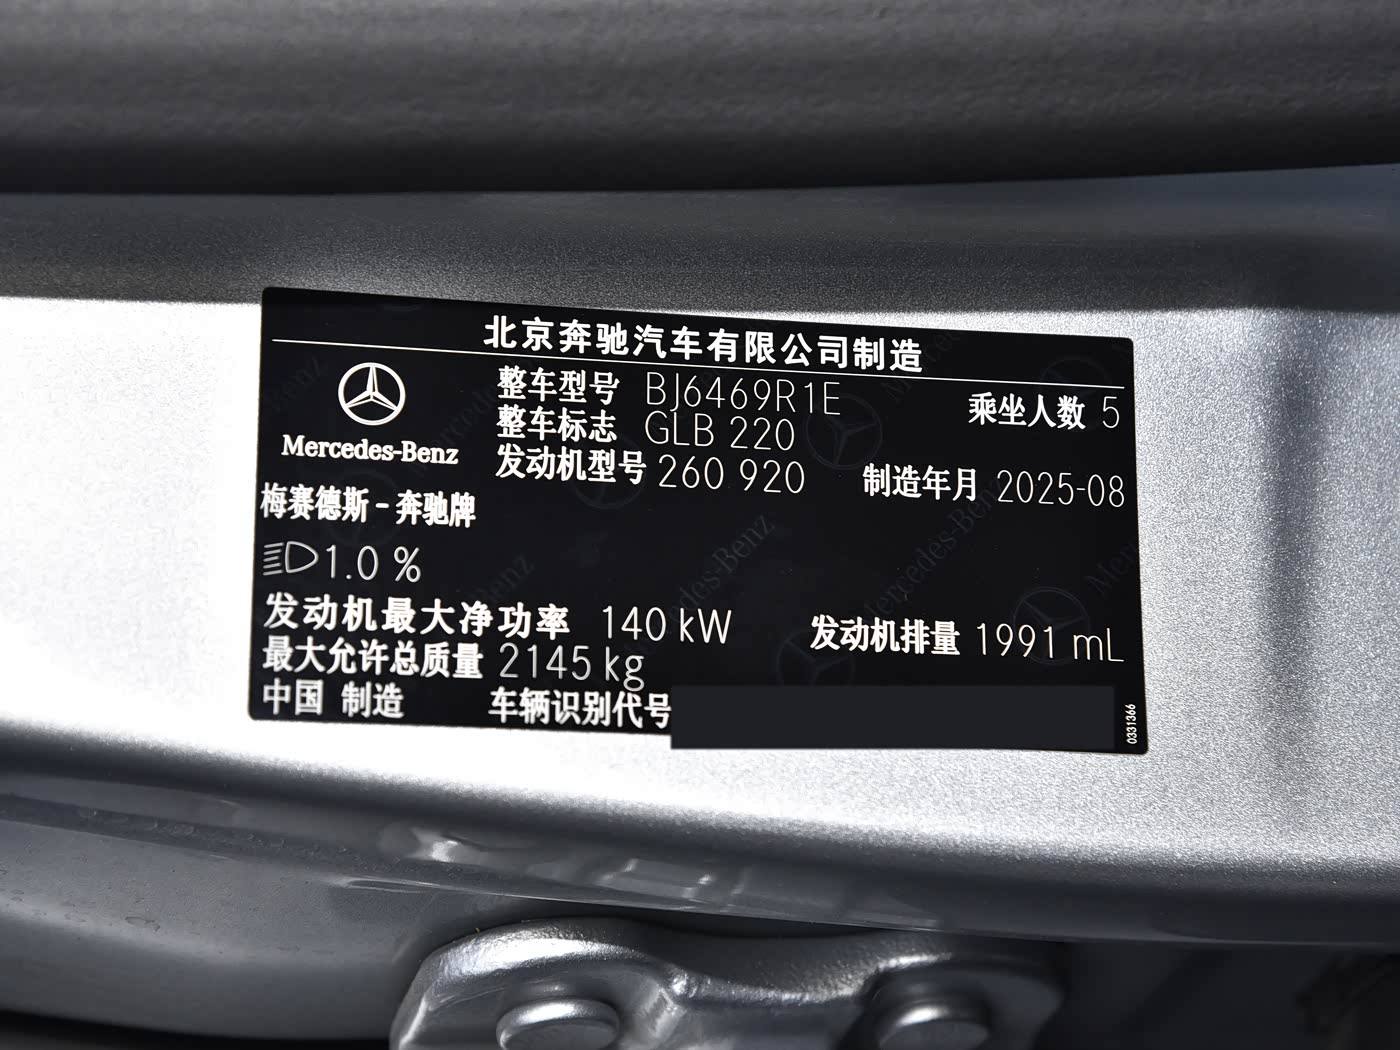 北京奔驰汽车有限公司制造
Mercedes-Benz
梅赛德斯-奔驰牌
整车型号 BJ6469R1E 乘坐人数 5
整车标志 GLB 220
发动机型号 260 920 制造年月 2025-08
1.0 %
发动机最大净功率 140 kW 发动机排量 1991 mL
最大允许总质量 2145 kg
中国 制造 车辆识别代号
0331366